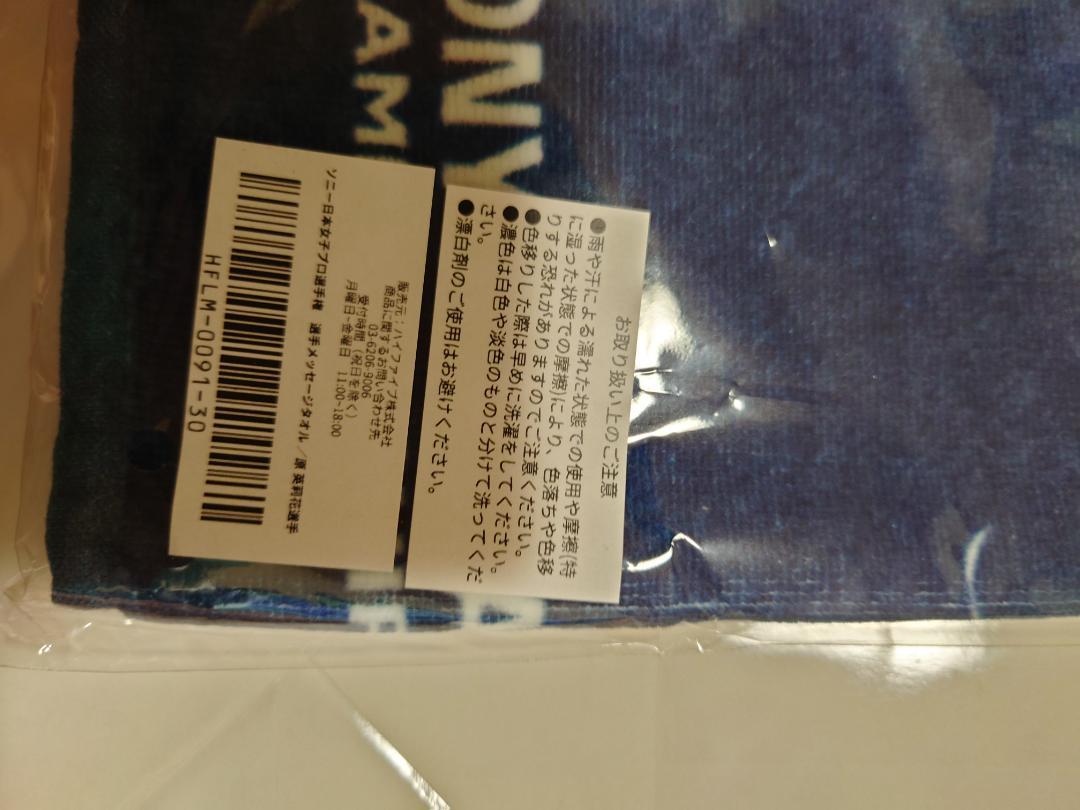 ONY
AM
お取り扱い上のご注意
●雨や汗による濡れた状態での使用や摩擦(特
に湿った状態での摩擦)により、色落ちや色移
りする恐れがありますのでご注意ください。
●色移りした際は早めに洗濯をしてください。
●濃色は白色や淡色のものと分けて洗ってくだ
さい。
●漂白剤のご使用はお避けください。
販売元：ハイファイブ株式会社
商品に関するお問い合わせ先
03-6206-9006
受付時間（祝日を除く）
月曜日~金曜日 11:00-18:00
ソニー日本女子プロ選手権 選手メッセージタオル／原 英莉花選手
HFLM-0091-30